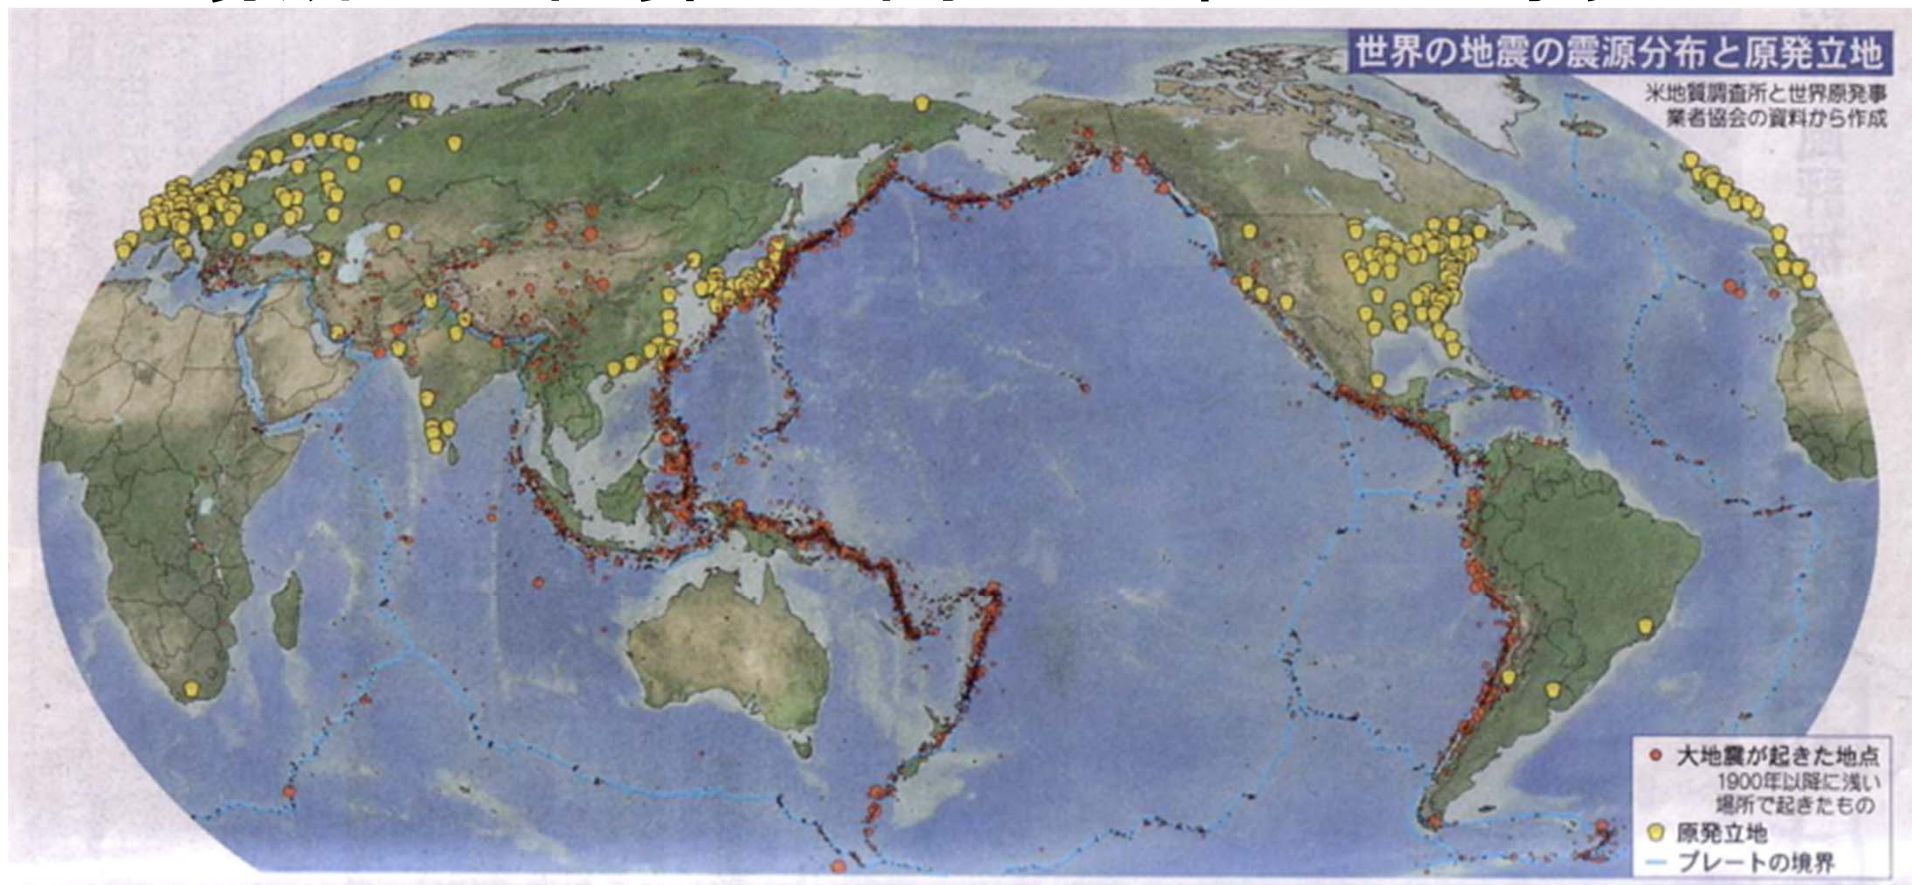 世界の地震の震源分布と原発立地
米地質調査所と世界原発事
業者協会の資料から作成
大地震が起きた地点
1900年以降に浅い
場所で起きたもの
原発立地
プレートの境界